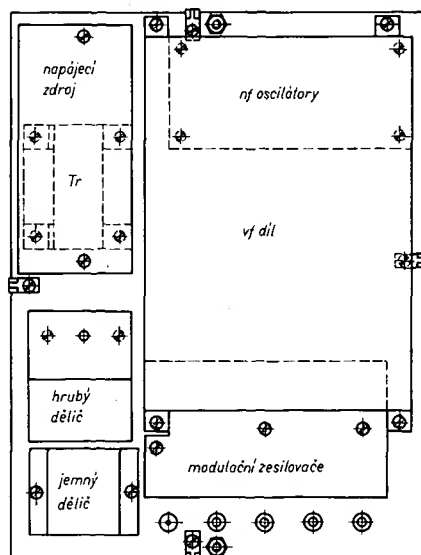 napájecí
zdroj
nf oscilátory
Tr
vf díl
hrubý
dělič
jemný
dělič
modulační zesilovače